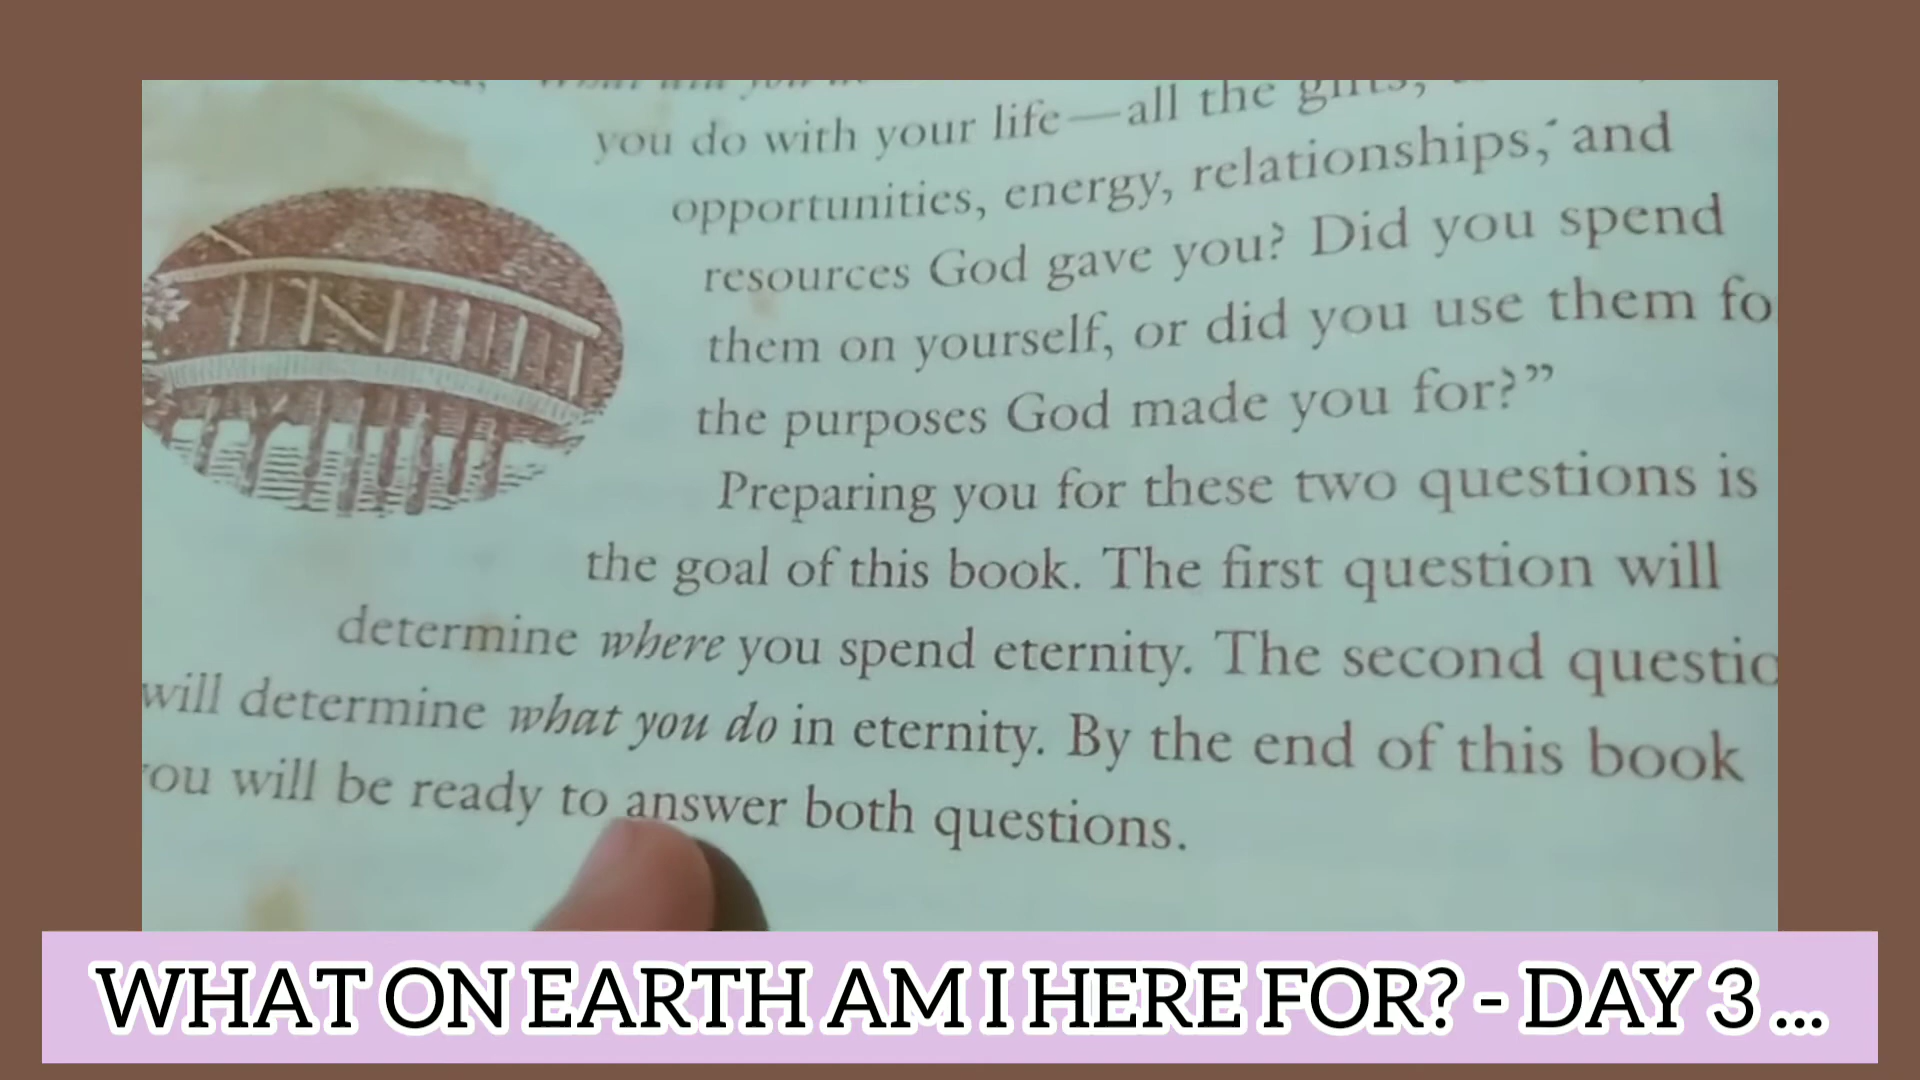 you do with your life—all the gifts,
opportunities, energy, relationships, and
resources God gave you? Did you spend
them on yourself, or did you use them fo
the purposes God made you for?”
Preparing you for these two questions is
the goal of this book. The first question will
determine where you spend eternity. The second questio
will determine what you do in eternity. By the end of this book
ou will be ready to answer both questions.
WHAT ON EARTH AM I HERE FOR? - DAY 3 ...